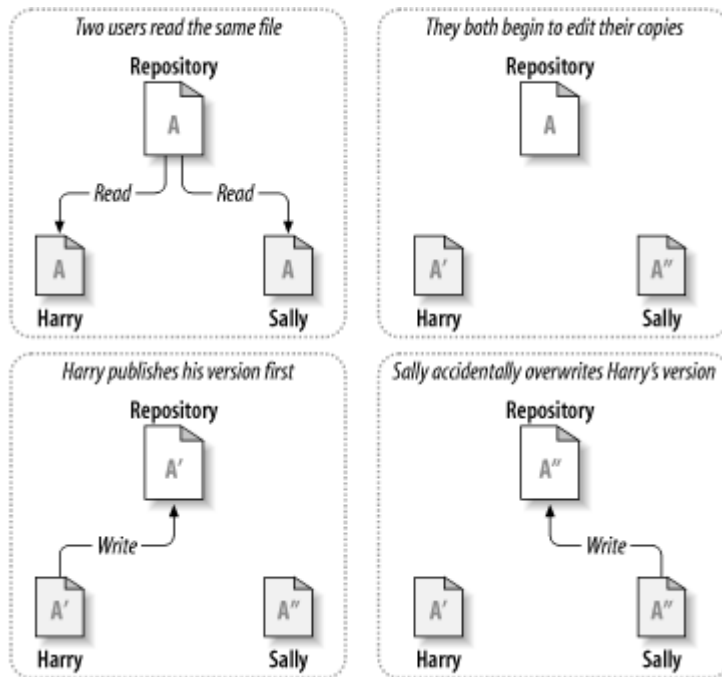 Two users read the same file
Repository
A
Read
Read
A
A
Harry
Sally
They both begin to edit their copies
Repository
A
A′
A″
Harry
Sally
Harry publishes his version first
Repository
A′
Write
A′
A″
Harry
Sally
Sally accidentally overwrites Harry’s version
Repository
A″
Write
A′
A″
Harry
Sally